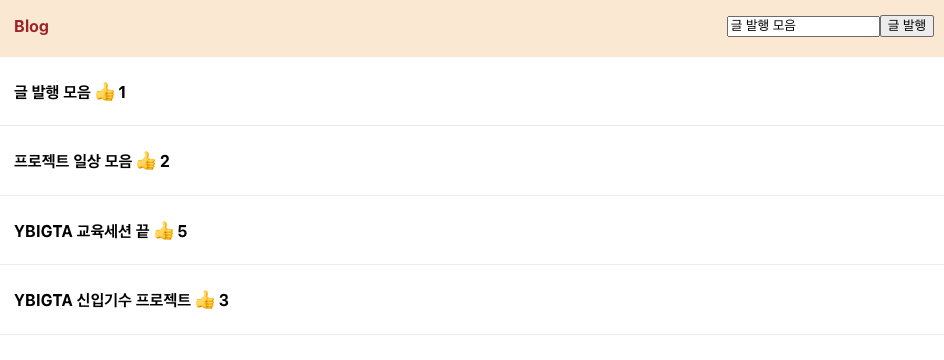 Blog
글 발행 모음 글 발행
글 발행 모음 👍 1
프로젝트 일상 모음 👍 2
YBIGTA 교육세션 끝 👍 5
YBIGTA 신입기수 프로젝트 👍 3